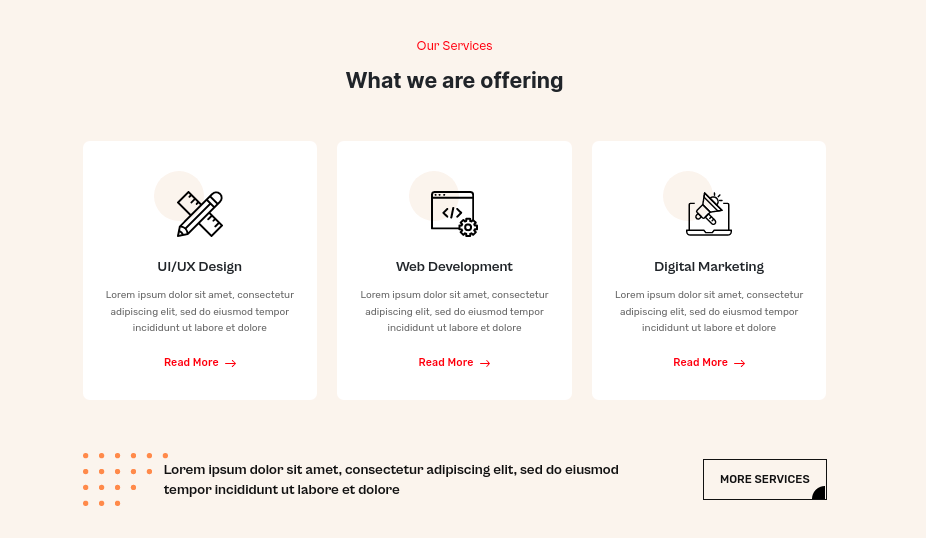 Our Services
What we are offering
UI/UX Design
Lorem ipsum dolor sit amet, consectetur
adipiscing elit, sed do eiusmod tempor
incididunt ut labore et dolore
Read More
Web Development
Lorem ipsum dolor sit amet, consectetur
adipiscing elit, sed do eiusmod tempor
incididunt ut labore et dolore
Read More
Digital Marketing
Lorem ipsum dolor sit amet, consectetur
adipiscing elit, sed do eiusmod tempor
incididunt ut labore et dolore
Read More
Lorem ipsum dolor sit amet, consectetur adipiscing elit, sed do eiusmod
tempor incididunt ut labore et dolore
MORE SERVICES